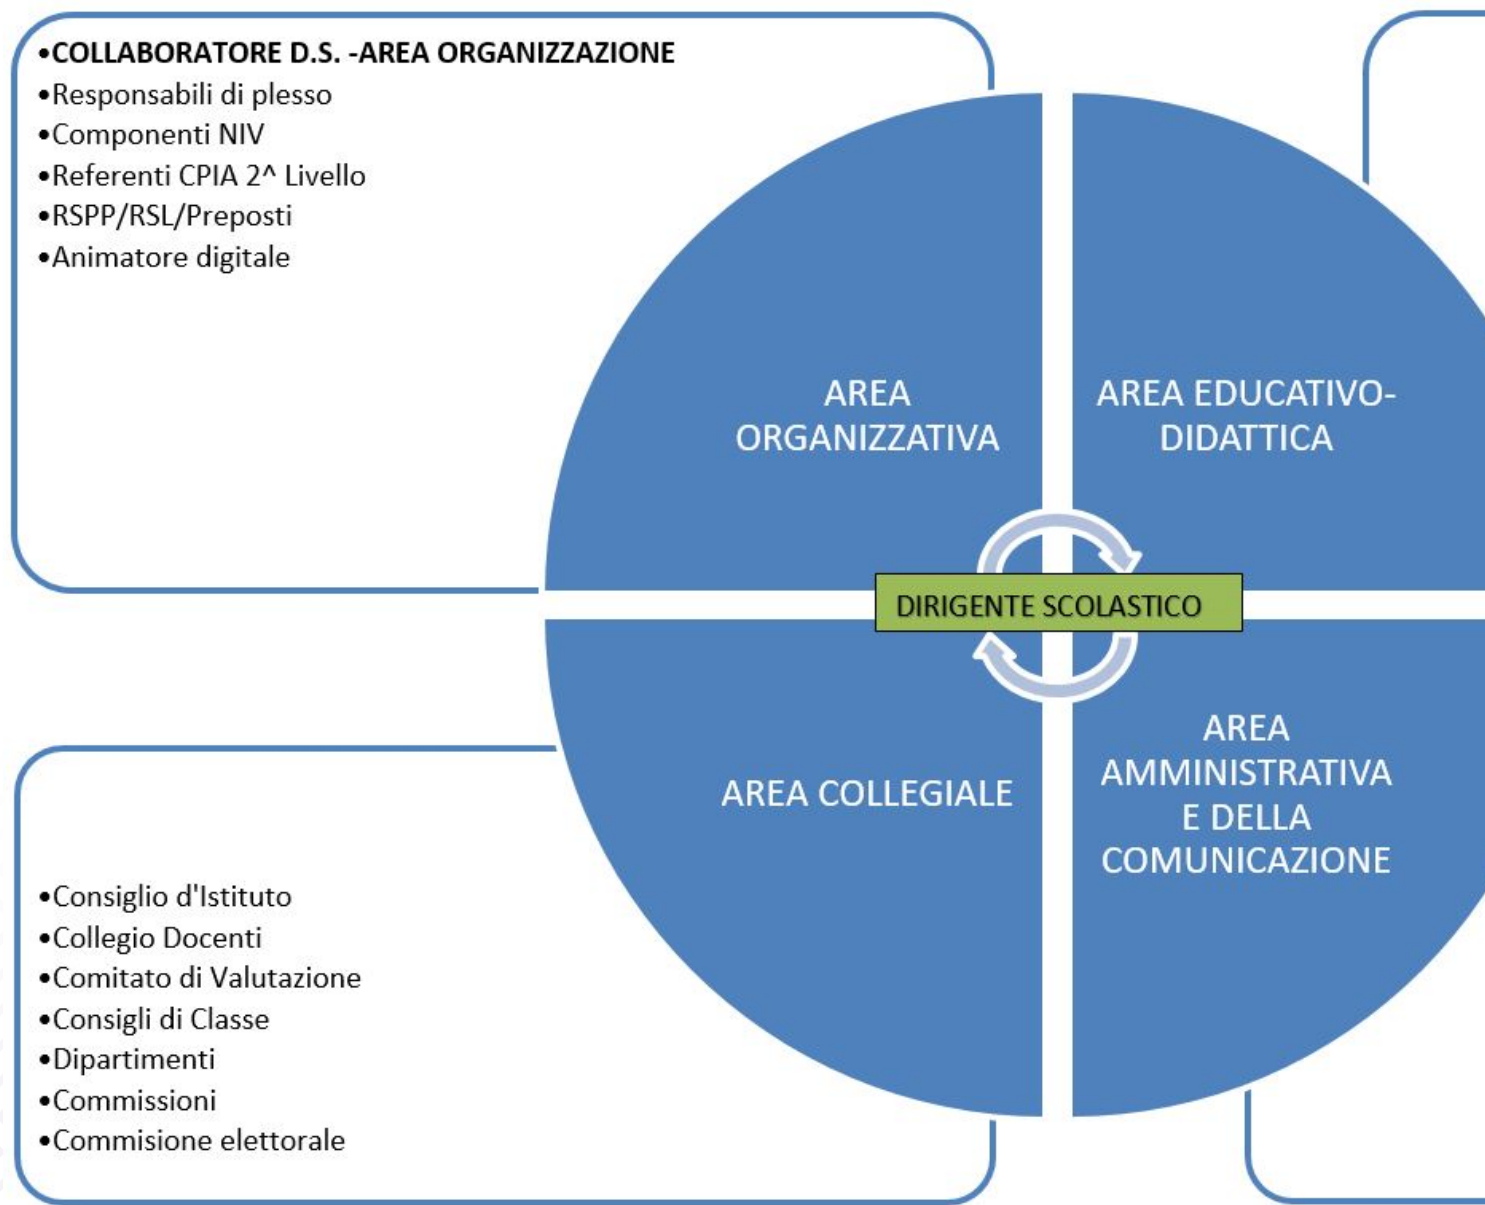 •COLLABORATORE D.S. -AREA ORGANIZZAZIONE
•Responsabili di plesso
•Componenti NIV
•Referenti CPIA 2^ Livello
•RSPP/RSL/Preposti
•Animatore digitale
AREA
ORGANIZZATIVA
AREA EDUCATIVO-
DIDATTICA
DIRIGENTE SCOLASTICO
AREA COLLEGIALE
AREA
AMMINISTRATIVA
E DELLA
COMUNICAZIONE
•Consiglio d'Istituto
•Collegio Docenti
•Comitato di Valutazione
•Consigli di Classe
•Dipartimenti
•Commissioni
•Commisione elettorale